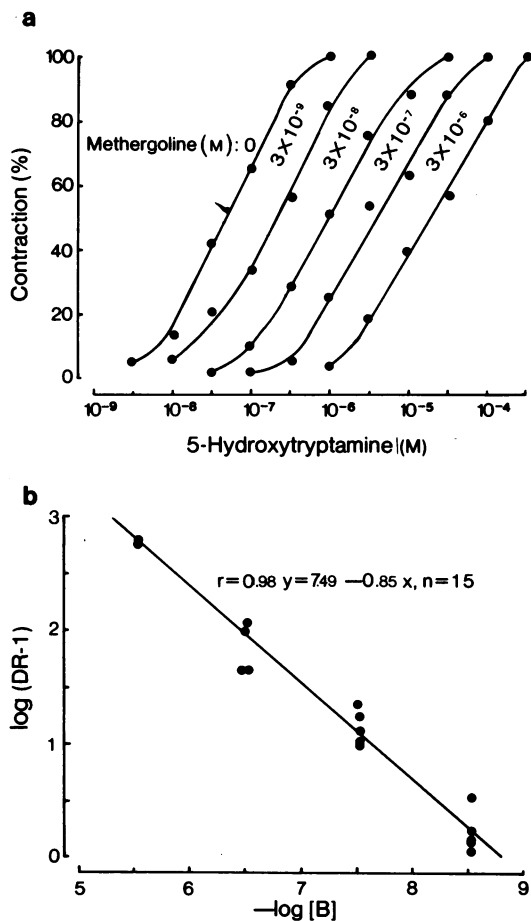 a
100
80
60
40
20
0
Contraction (%)
Methergoline (M): 0
3×10⁻⁹
3×10⁻⁸
3×10⁻⁷
3×10⁻⁶
10⁻⁹ 10⁻⁸ 10⁻⁷ 10⁻⁶ 10⁻⁵ 10⁻⁴
5-Hydroxytryptamine (M)
b
3
2
1
0
log (DR-1)
r=0.98 y=7.49 —0.85 x, n=15
5 6 7 8 9
—log [B]